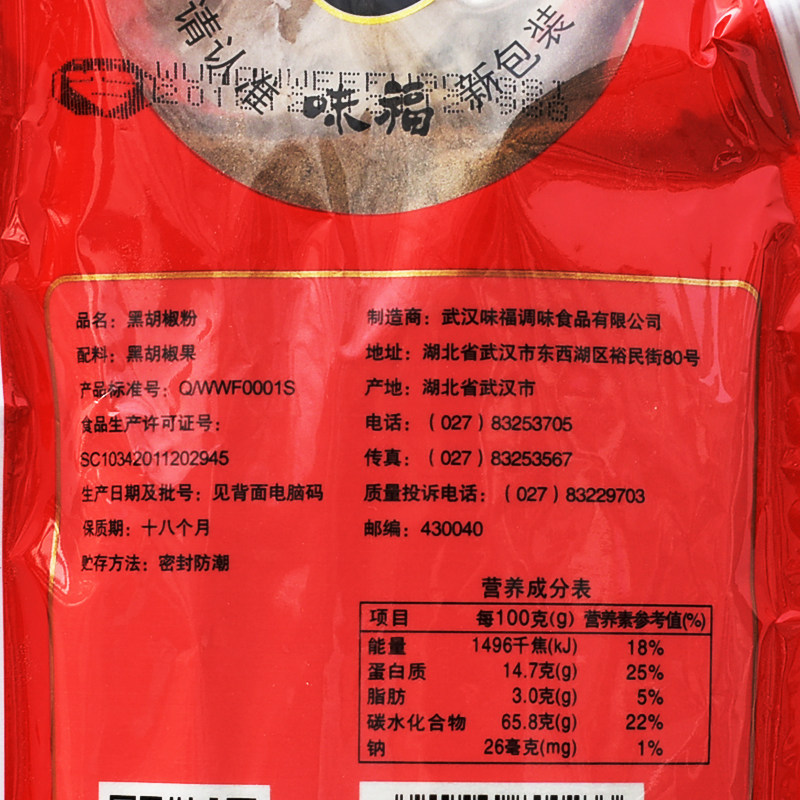 请认准 味福 新包装
品名：黑胡椒粉
配料：黑胡椒果
产品标准号：Q/WWF0001S
食品生产许可证号：
SC10342011202945
生产日期及批号：见背面电脑码
保质期：十八个月
贮存方法：密封防潮
制造商：武汉味福调味食品有限公司
地址：湖北省武汉市东西湖区裕民街80号
产地：湖北省武汉市
电话：（027）83253705
传真：（027）83253567
质量投诉电话：（027）83229703
邮编：430040
营养成分表
项目 每100克(g) 营养素参考值(%)
能量 1496千焦(kJ) 18%
蛋白质 14.7克(g) 25%
脂肪 3.0克(g) 5%
碳水化合物 65.8克(g) 22%
钠 26毫克(mg) 1%